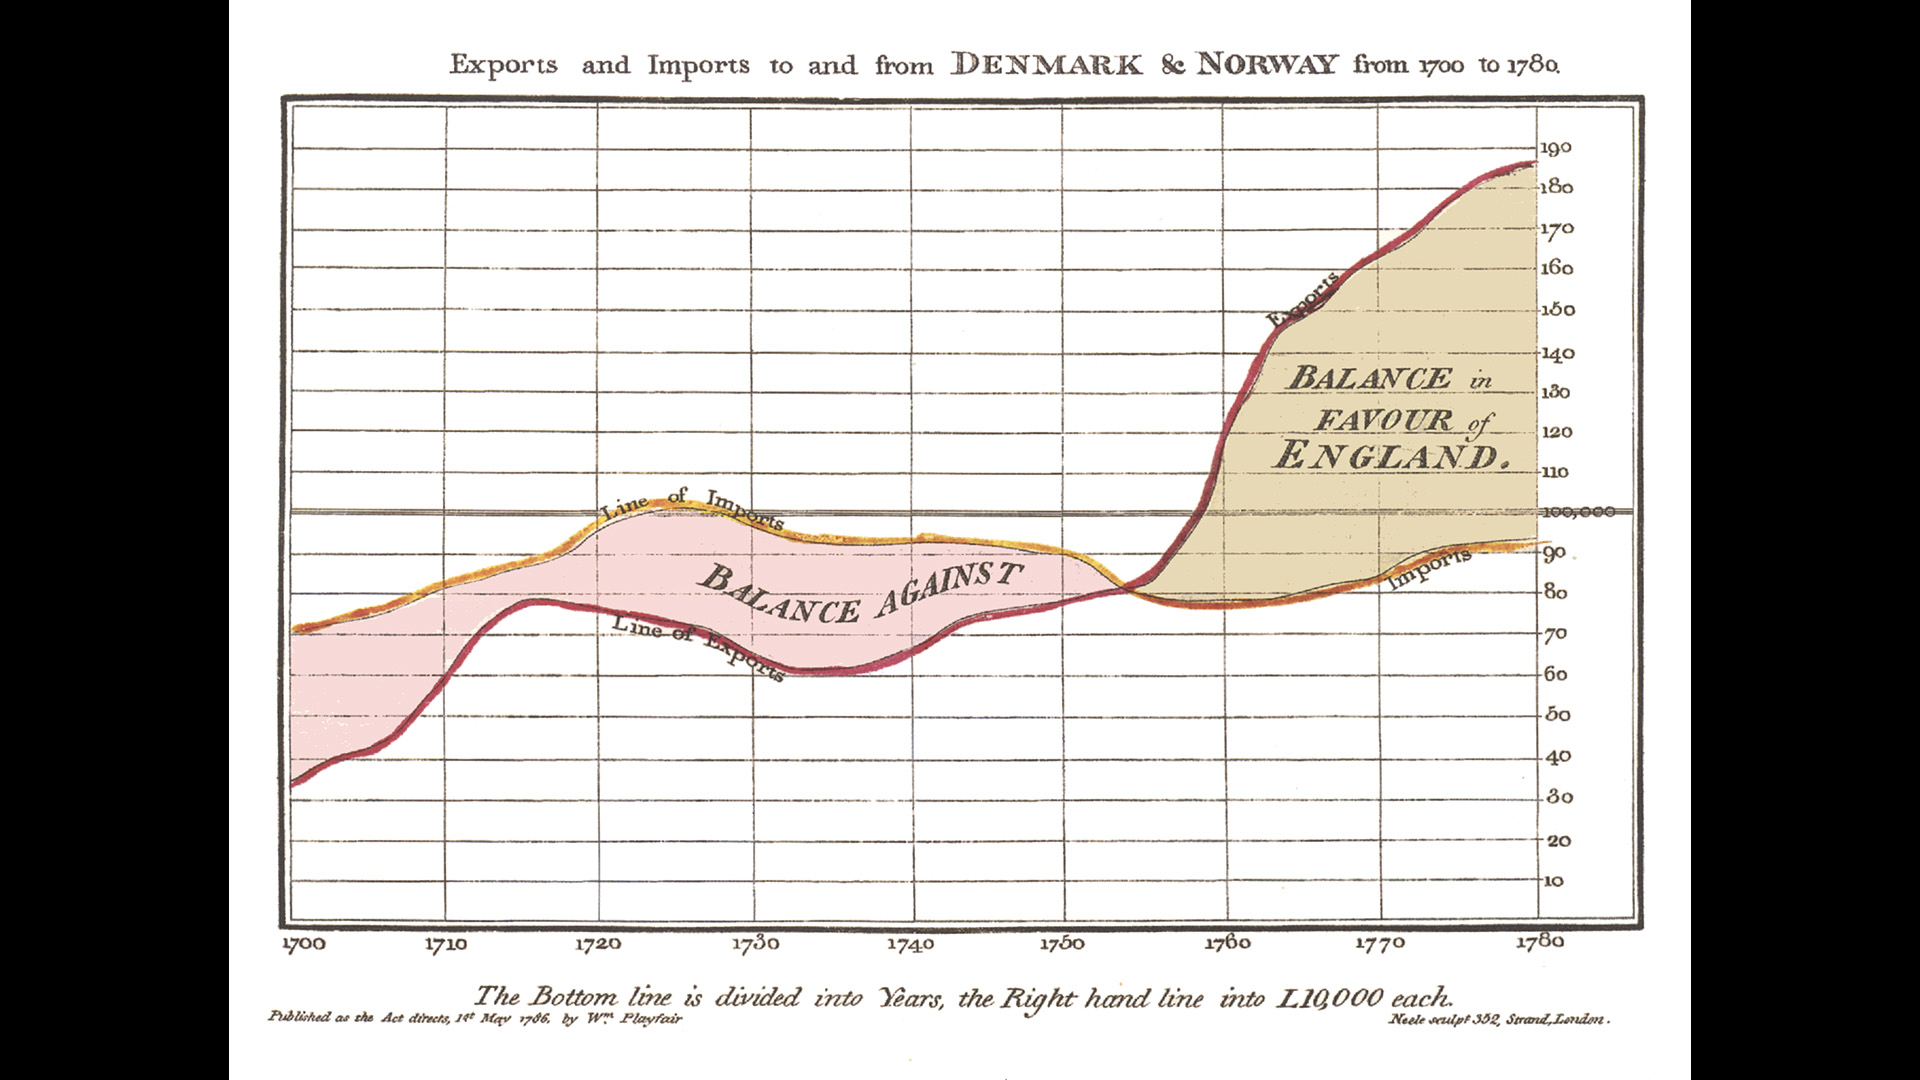 Exports and Imports to and from DENMARK & NORWAY from 1700 to 1780.
190
180
170
160
150
140
130
120
110
100,000
90
80
70
60
50
40
30
20
10
Exports
BALANCE in
FAVOUR of
ENGLAND.
Line of Imports
Imports
BALANCE AGAINST
Line of Exports
1700 1710 1720 1730 1740 1750 1760 1770 1780
The Bottom line is divided into Years, the Right hand line into L10,000 each.
Published as the Act directs, 1st May 1786, by Wm. Playfair
Neele sculpt 352, Strand, London.